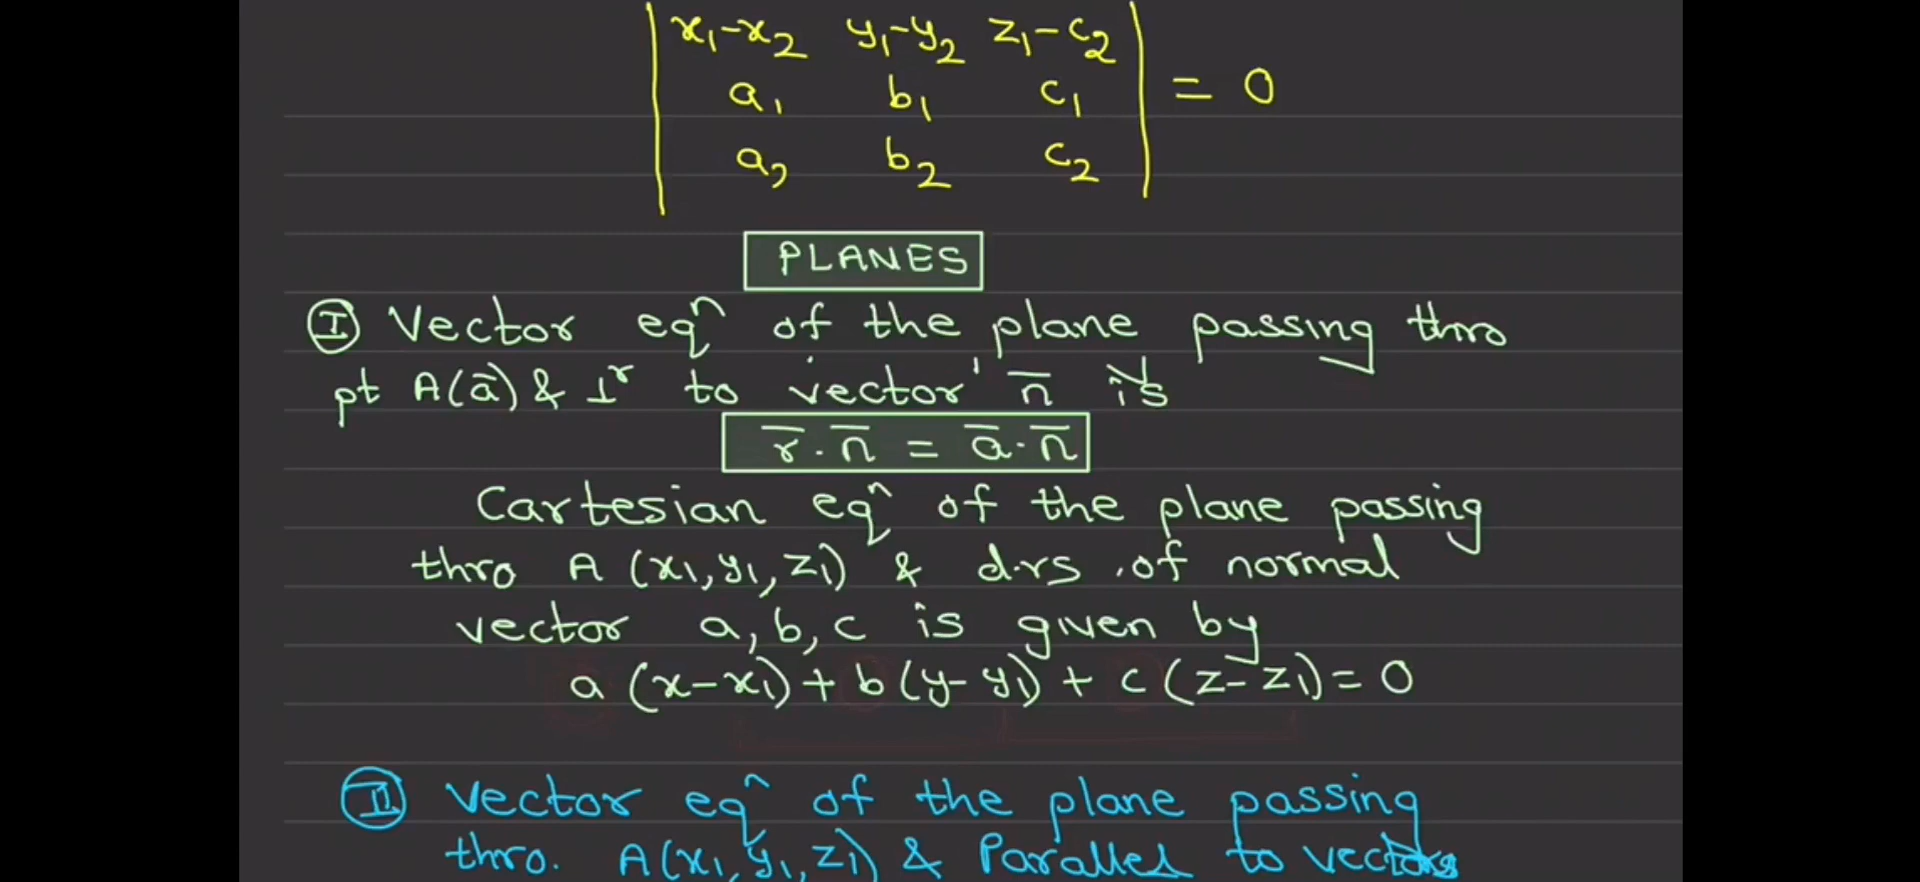 x₁-x₂ y₁-y₂ z₁-c₂
a₁ b₁ c₁ = 0
a₂ b₂ c₂
PLANES
Ⓘ Vector eqⁿ of the plane passing thro
pt A(ā) & ⊥ʳ to vector n̄ is
r̄.n̄ = ā.n̄
Cartesian eqⁿ of the plane passing
thro A (x₁,y₁,z₁) & d.rs of normal
vector a, b, c is given by
a (x-x₁) + b (y-y₁) + c (z-z₁) = 0
Ⓘ Vector eqⁿ of the plane passing
thro. A(x₁,y₁,z₁) & Parallel to vectors